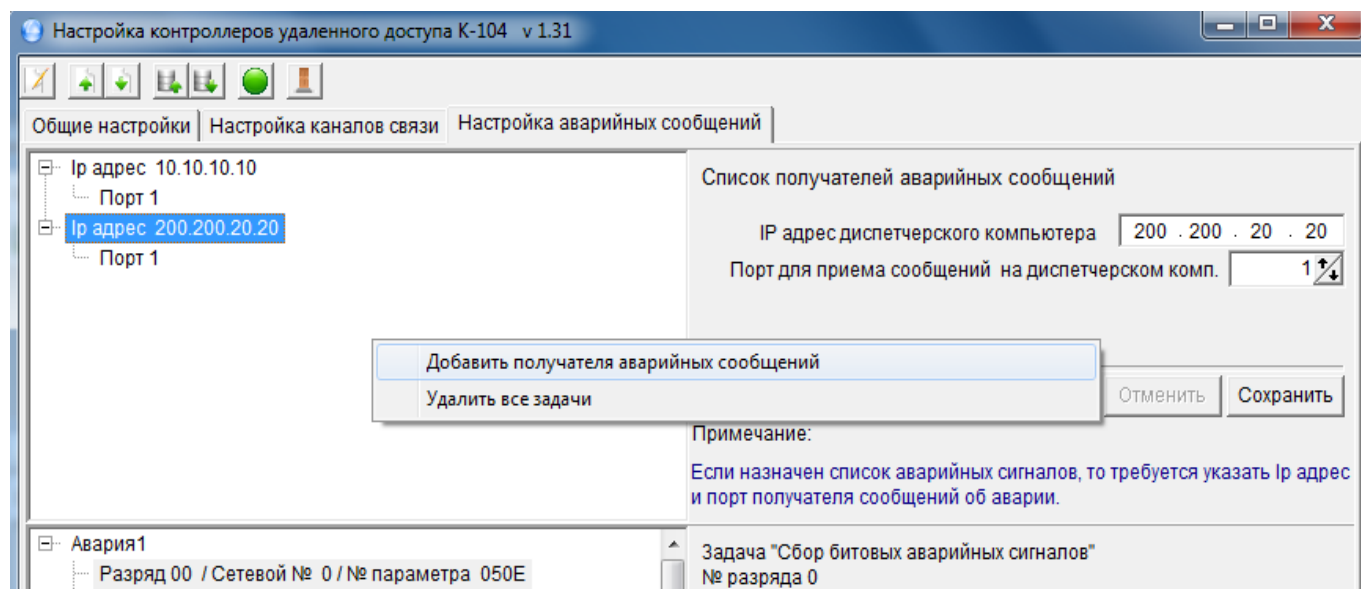 Настройка контроллеров удаленного доступа К-104 v 1.31
Общие настройки
Настройка каналов связи
Настройка аварийных сообщений
Ip адрес 10.10.10.10
Порт 1
Ip адрес 200.200.20.20
Порт 1
Список получателей аварийных сообщений
IP адрес диспетчерского компьютера 200 . 200 . 20 . 20
Порт для приема сообщений на диспетчерском комп. 1
Добавить получателя аварийных сообщений
Удалить все задачи
Отменить
Сохранить
Примечание:
Если назначен список аварийных сигналов, то требуется указать Ip адрес
и порт получателя сообщений об аварии.
Авария1
Разряд 00 / Сетевой № 0 / № параметра 050E
Задача "Сбор битовых аварийных сигналов"
№ разряда 0